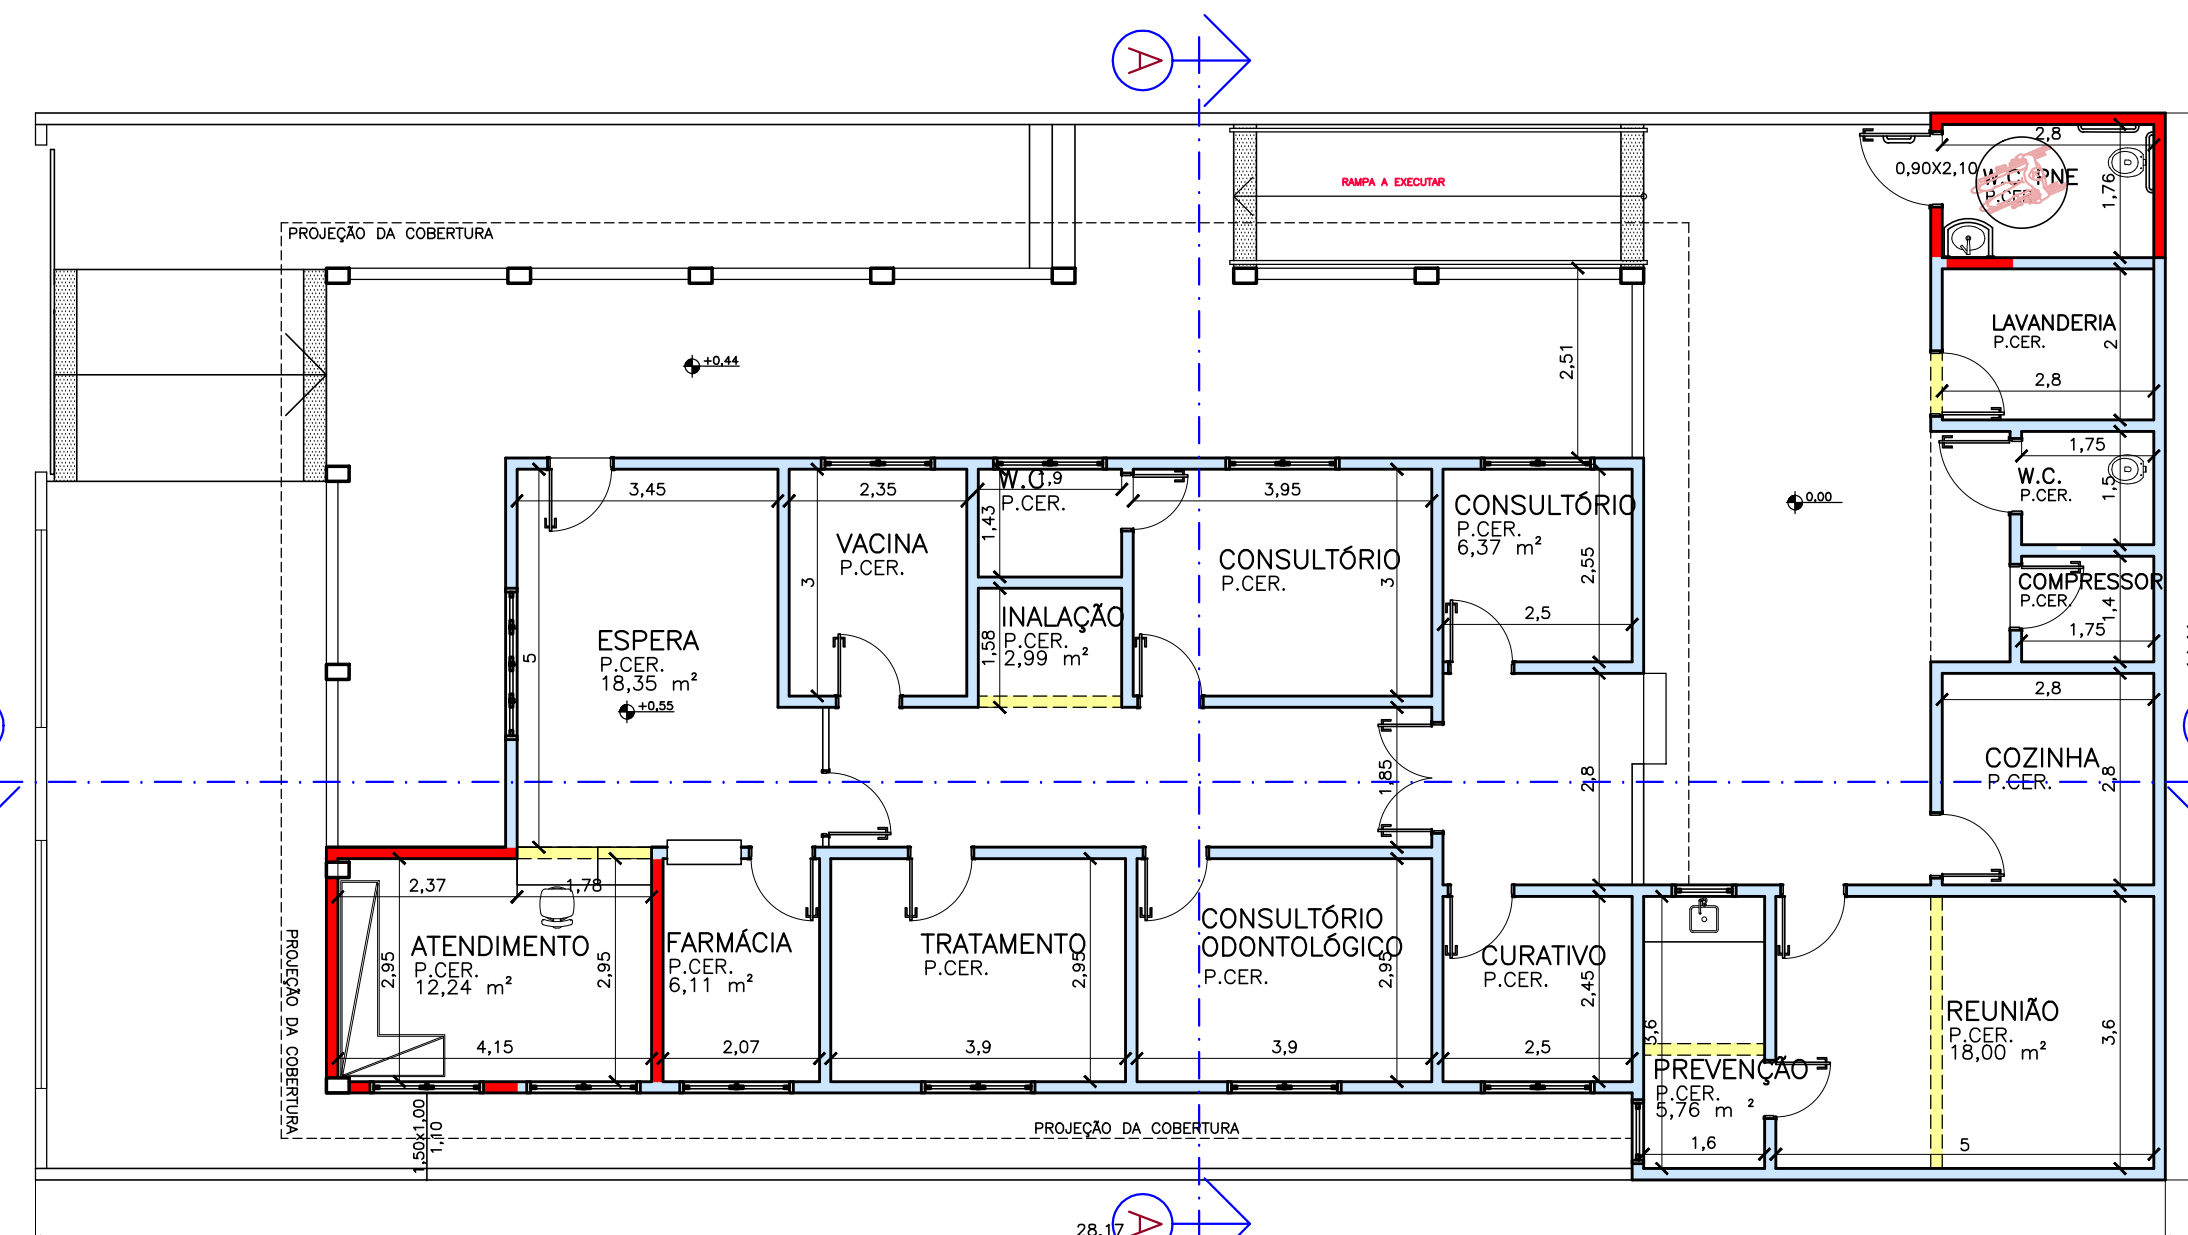 A
2,8
0,90X2,10
W.C. PNE
P.CER.
1,76
RAMPA A EXECUTAR
PROJEÇÃO DA COBERTURA
LAVANDERIA
P.CER.
2
2,8
+0,44
2,51
1,75
W.C.
P.CER.
1,5
0,00
3,45
2,35
W.C.
1,9
P.CER.
1,43
3,95
CONSULTÓRIO
P.CER.
6,37 m²
2,55
2,5
VACINA
P.CER.
3
CONSULTÓRIO
P.CER.
3
COMPRESSOR
P.CER.
1,4
1,75
INALAÇÃO
P.CER.
2,99 m²
1,58
ESPERA
P.CER.
18,35 m²
+0,55
5
2,8
COZINHA
P.CER.
2,8
1,85
2,8
2,37
1,78
ATENDIMENTO
P.CER.
12,24 m²
2,95
2,95
4,15
FARMÁCIA
P.CER.
6,11 m²
2,07
TRATAMENTO
P.CER.
2,95
3,9
CONSULTÓRIO
ODONTOLÓGICO
P.CER.
2,95
3,9
CURATIVO
P.CER.
2,45
2,5
3,6
PREVENÇÃO
P.CER.
5,76 m ²
1,6
REUNIÃO
P.CER.
18,00 m²
3,6
5
PROJEÇÃO DA COBERTURA
1,50x1,00
1,10
PROJEÇÃO DA COBERTURA
28,17
A